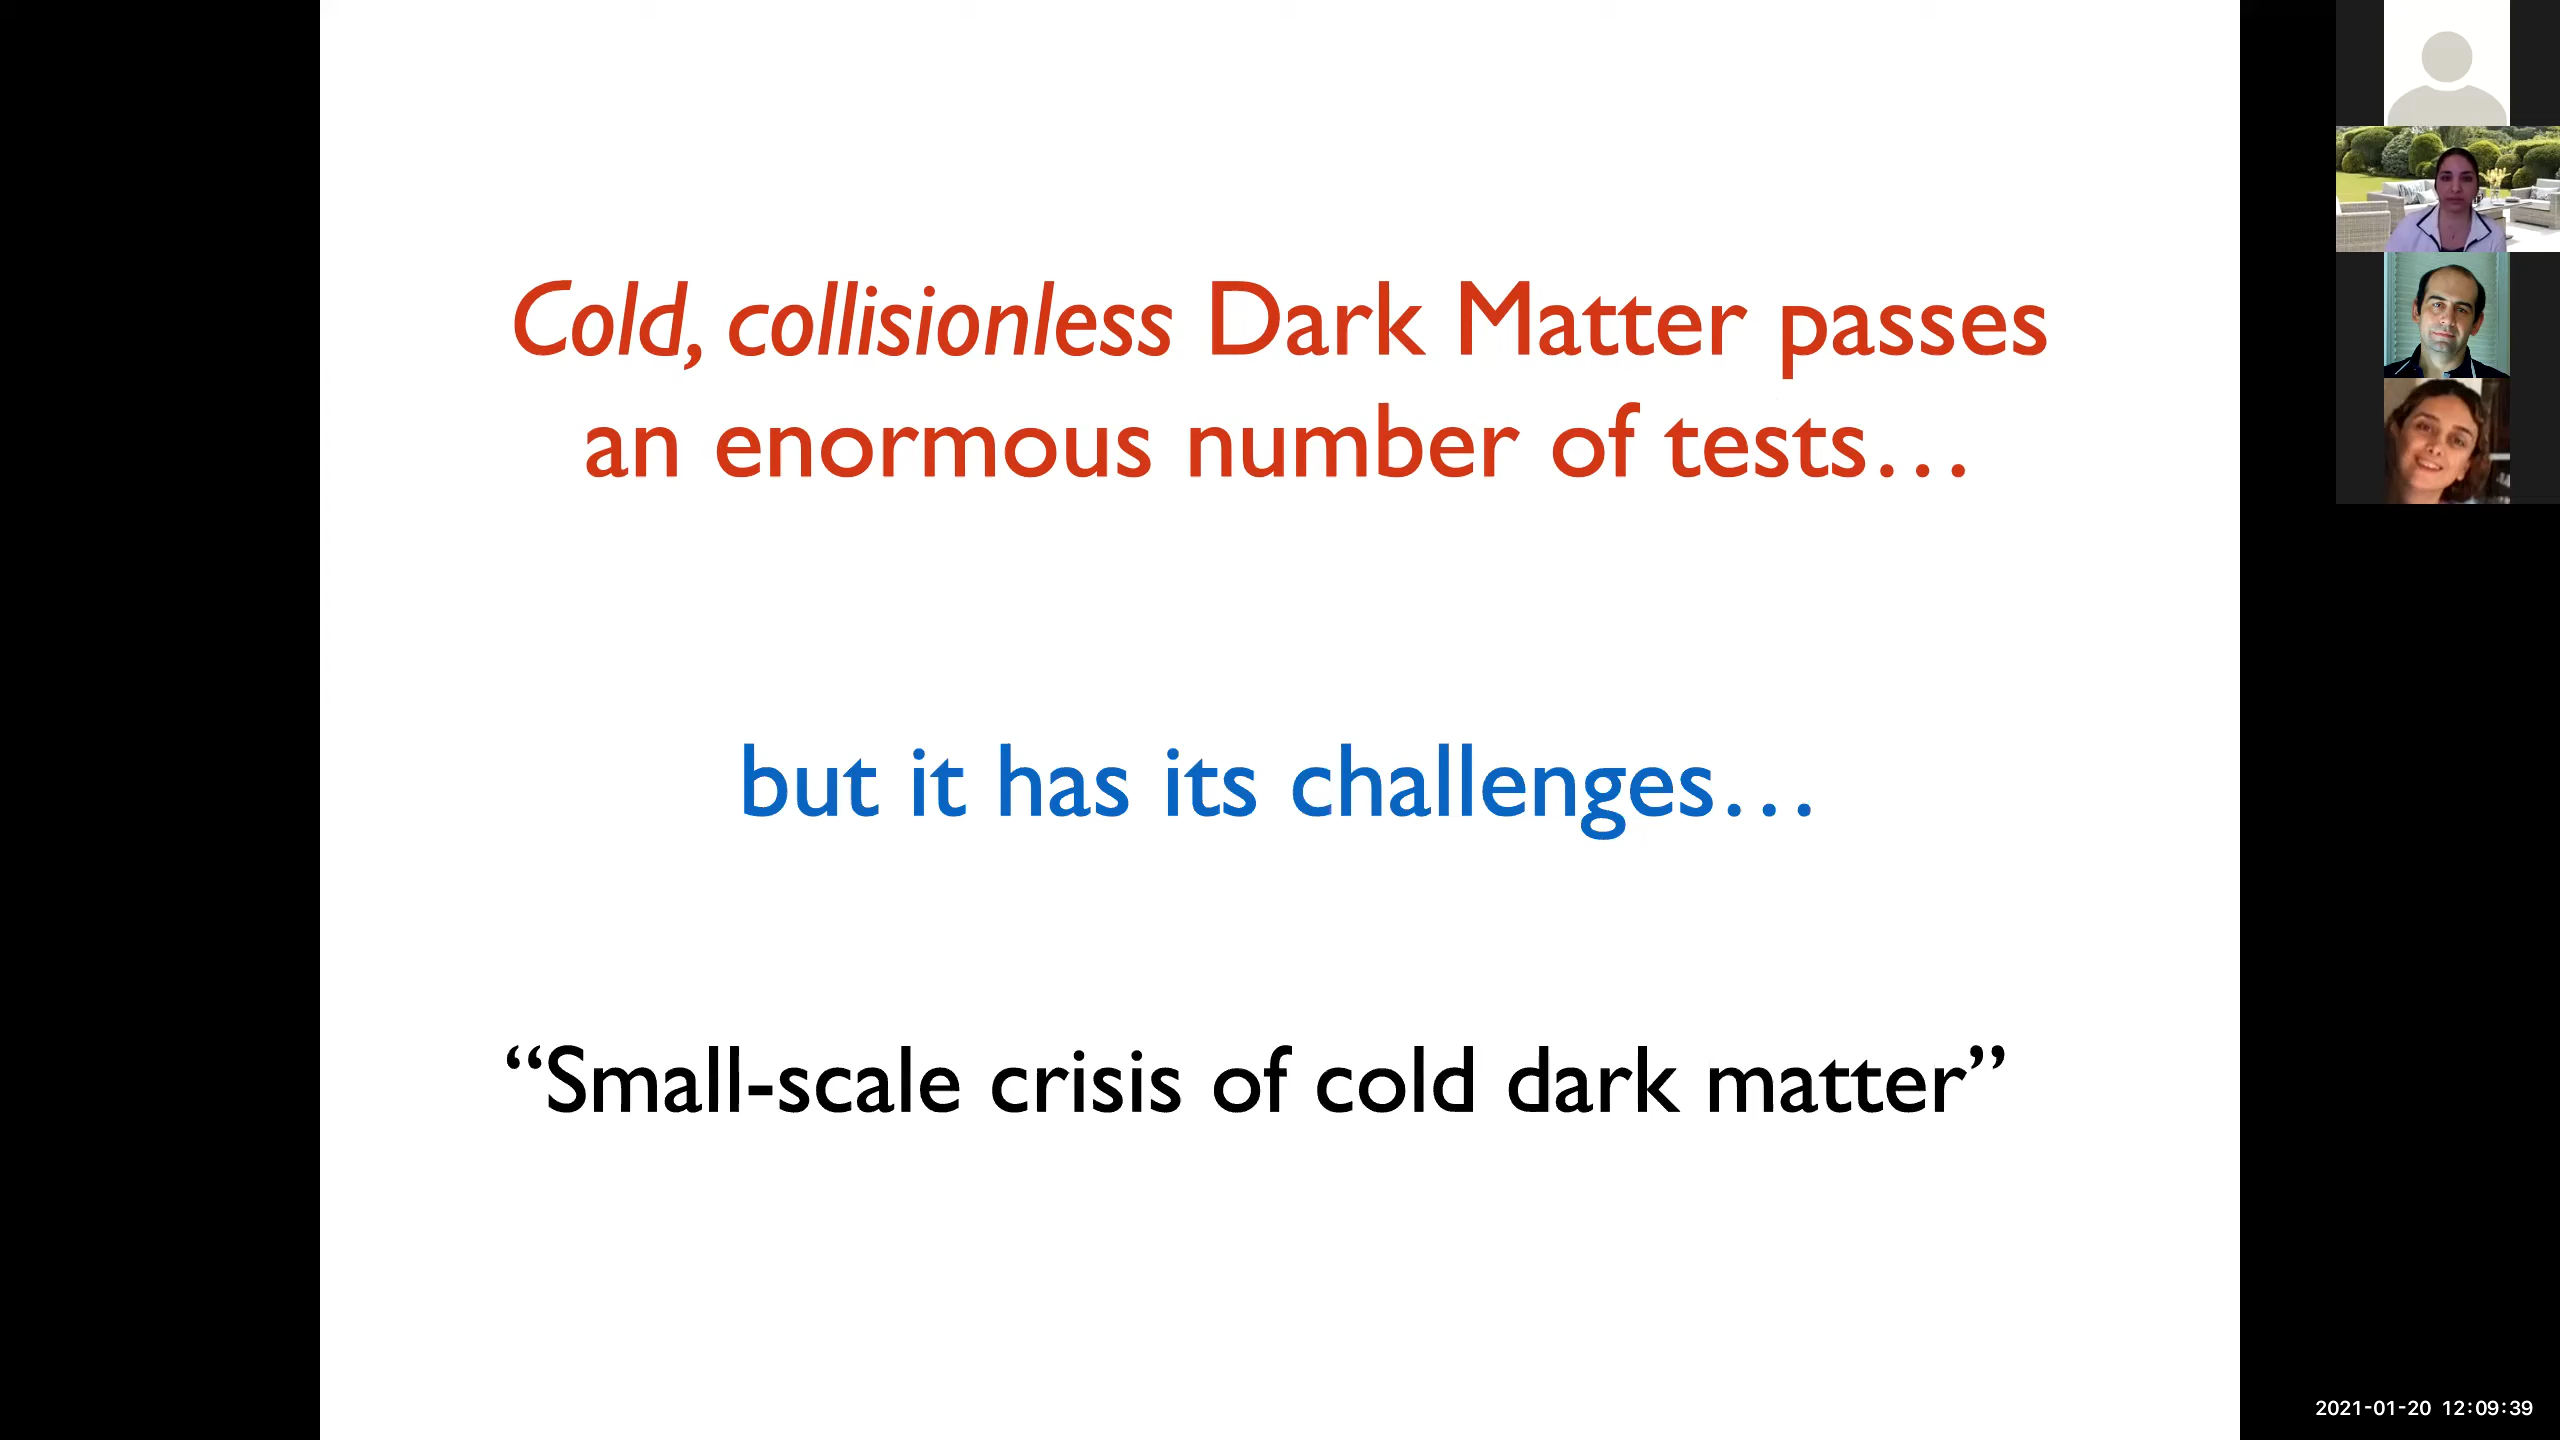 Cold, collisionless Dark Matter passes
an enormous number of tests…
but it has its challenges…
“Small-scale crisis of cold dark matter”
2021-01-20 12:09:39